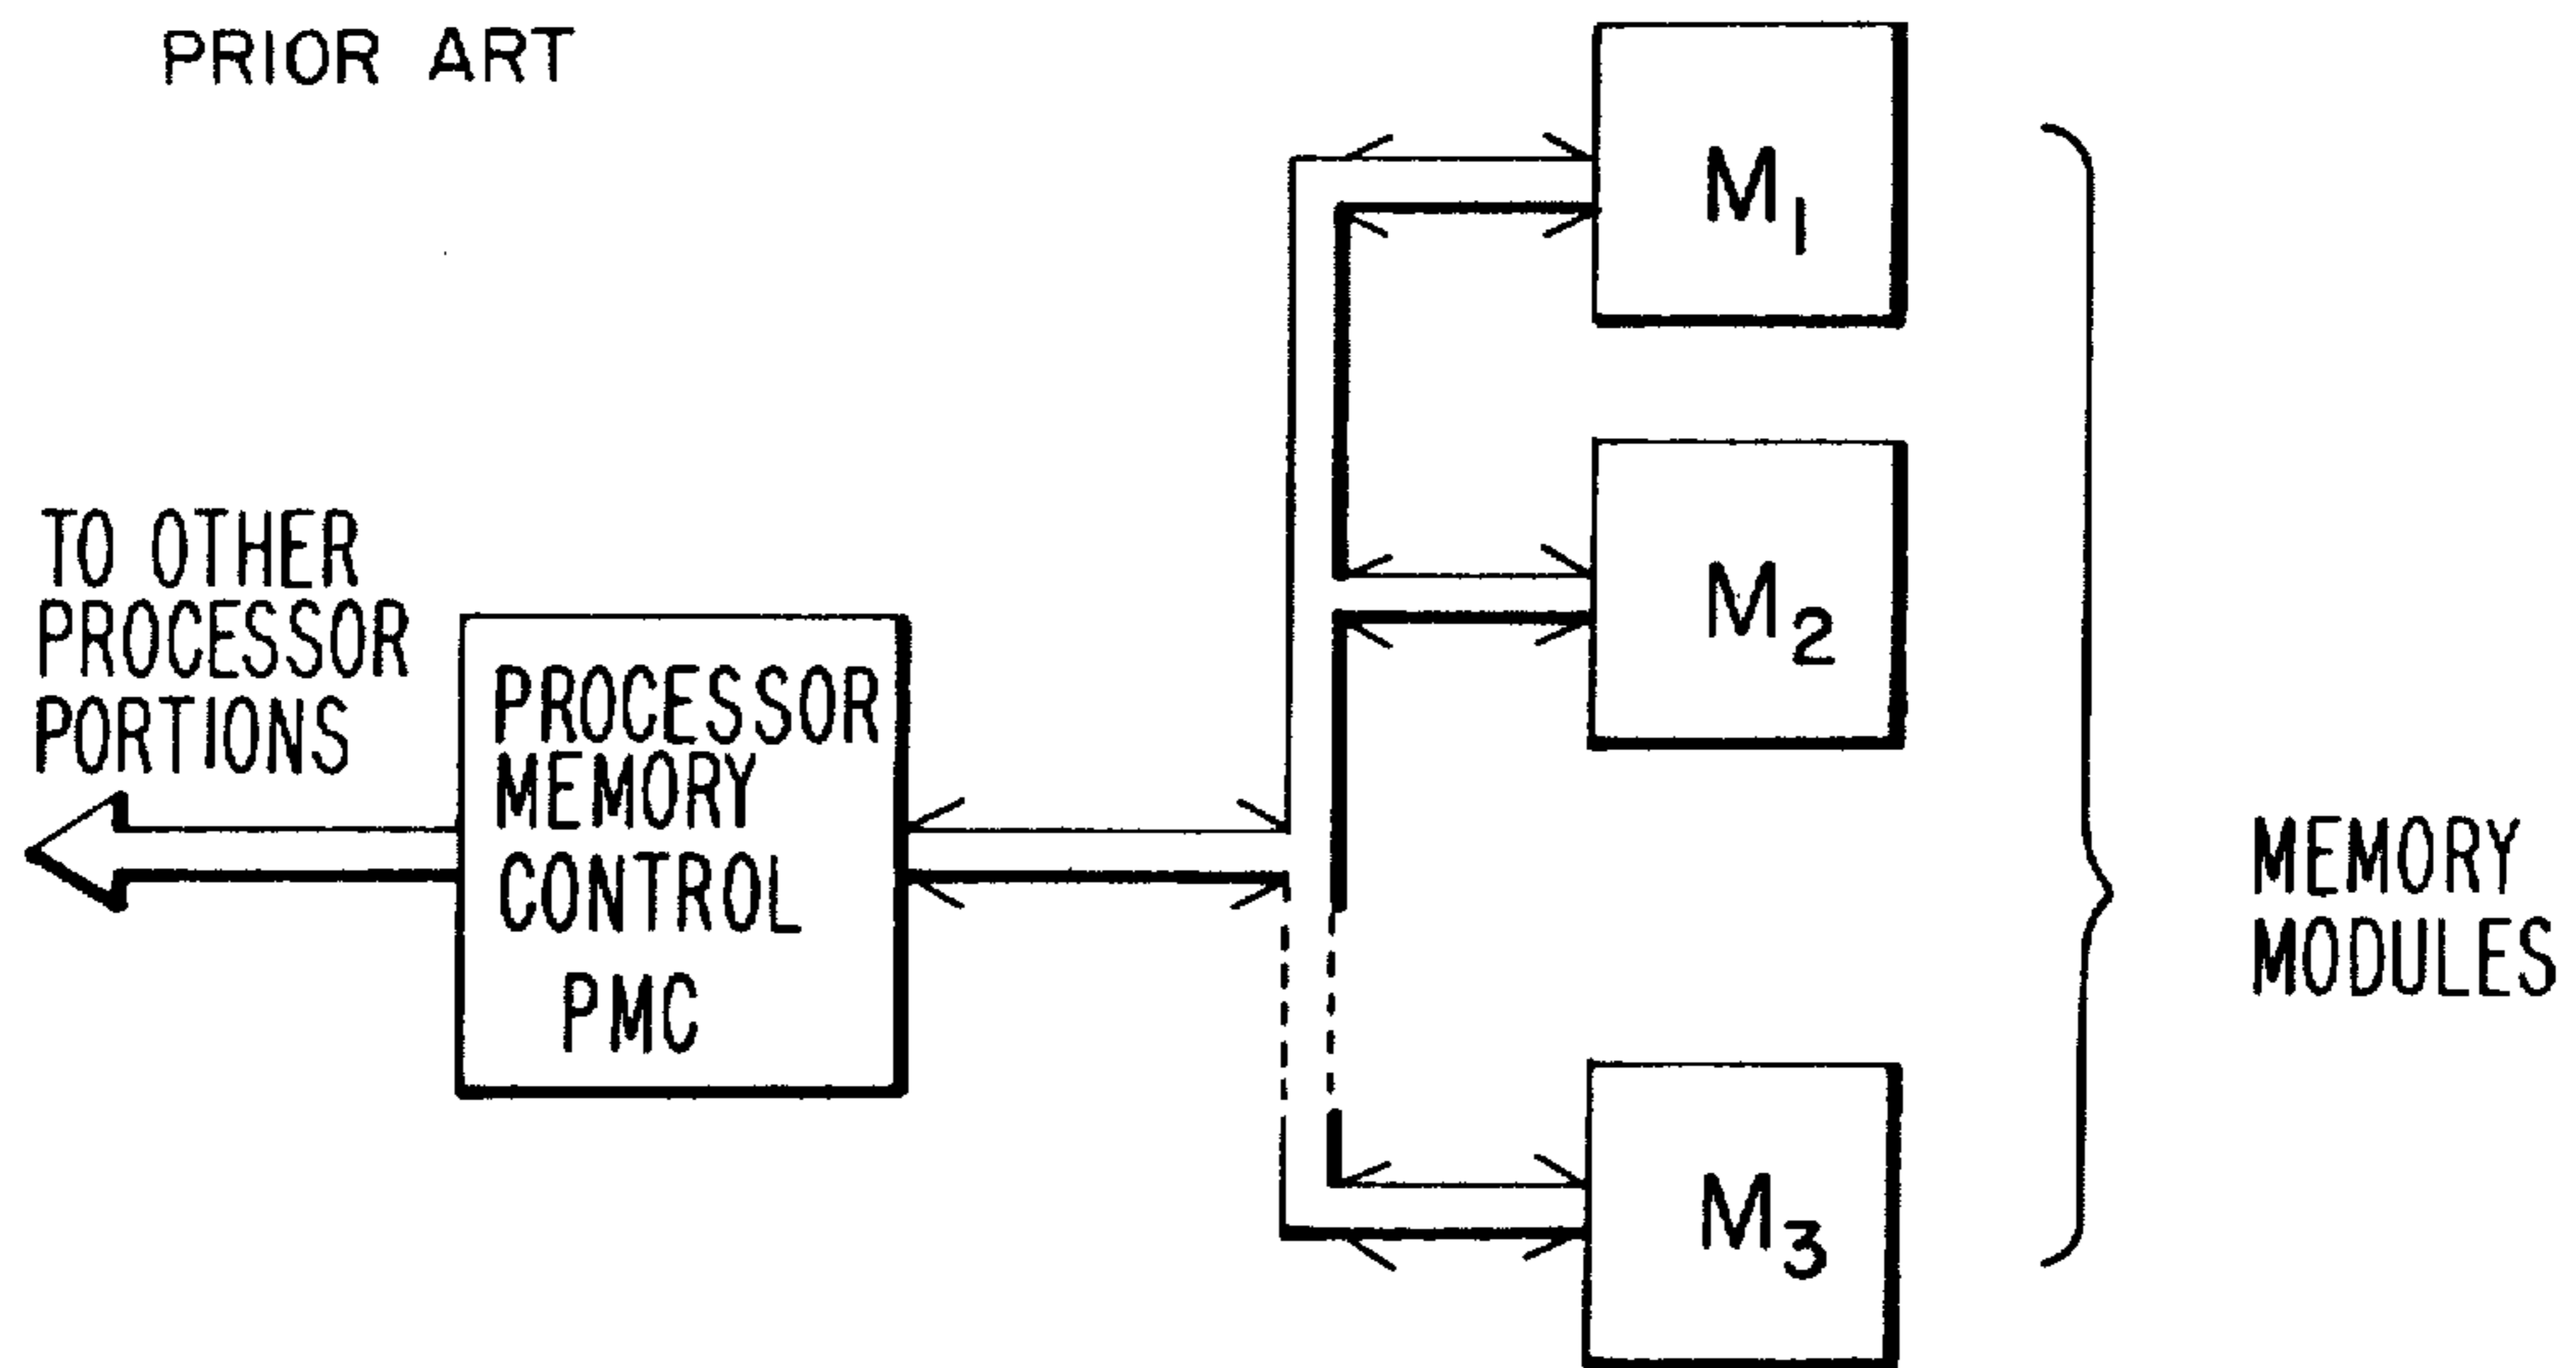 PRIOR ART
M1
M2
TO OTHER
PROCESSOR
PORTIONS
PROCESSOR
MEMORY
CONTROL
PMC
MEMORY
MODULES
M3